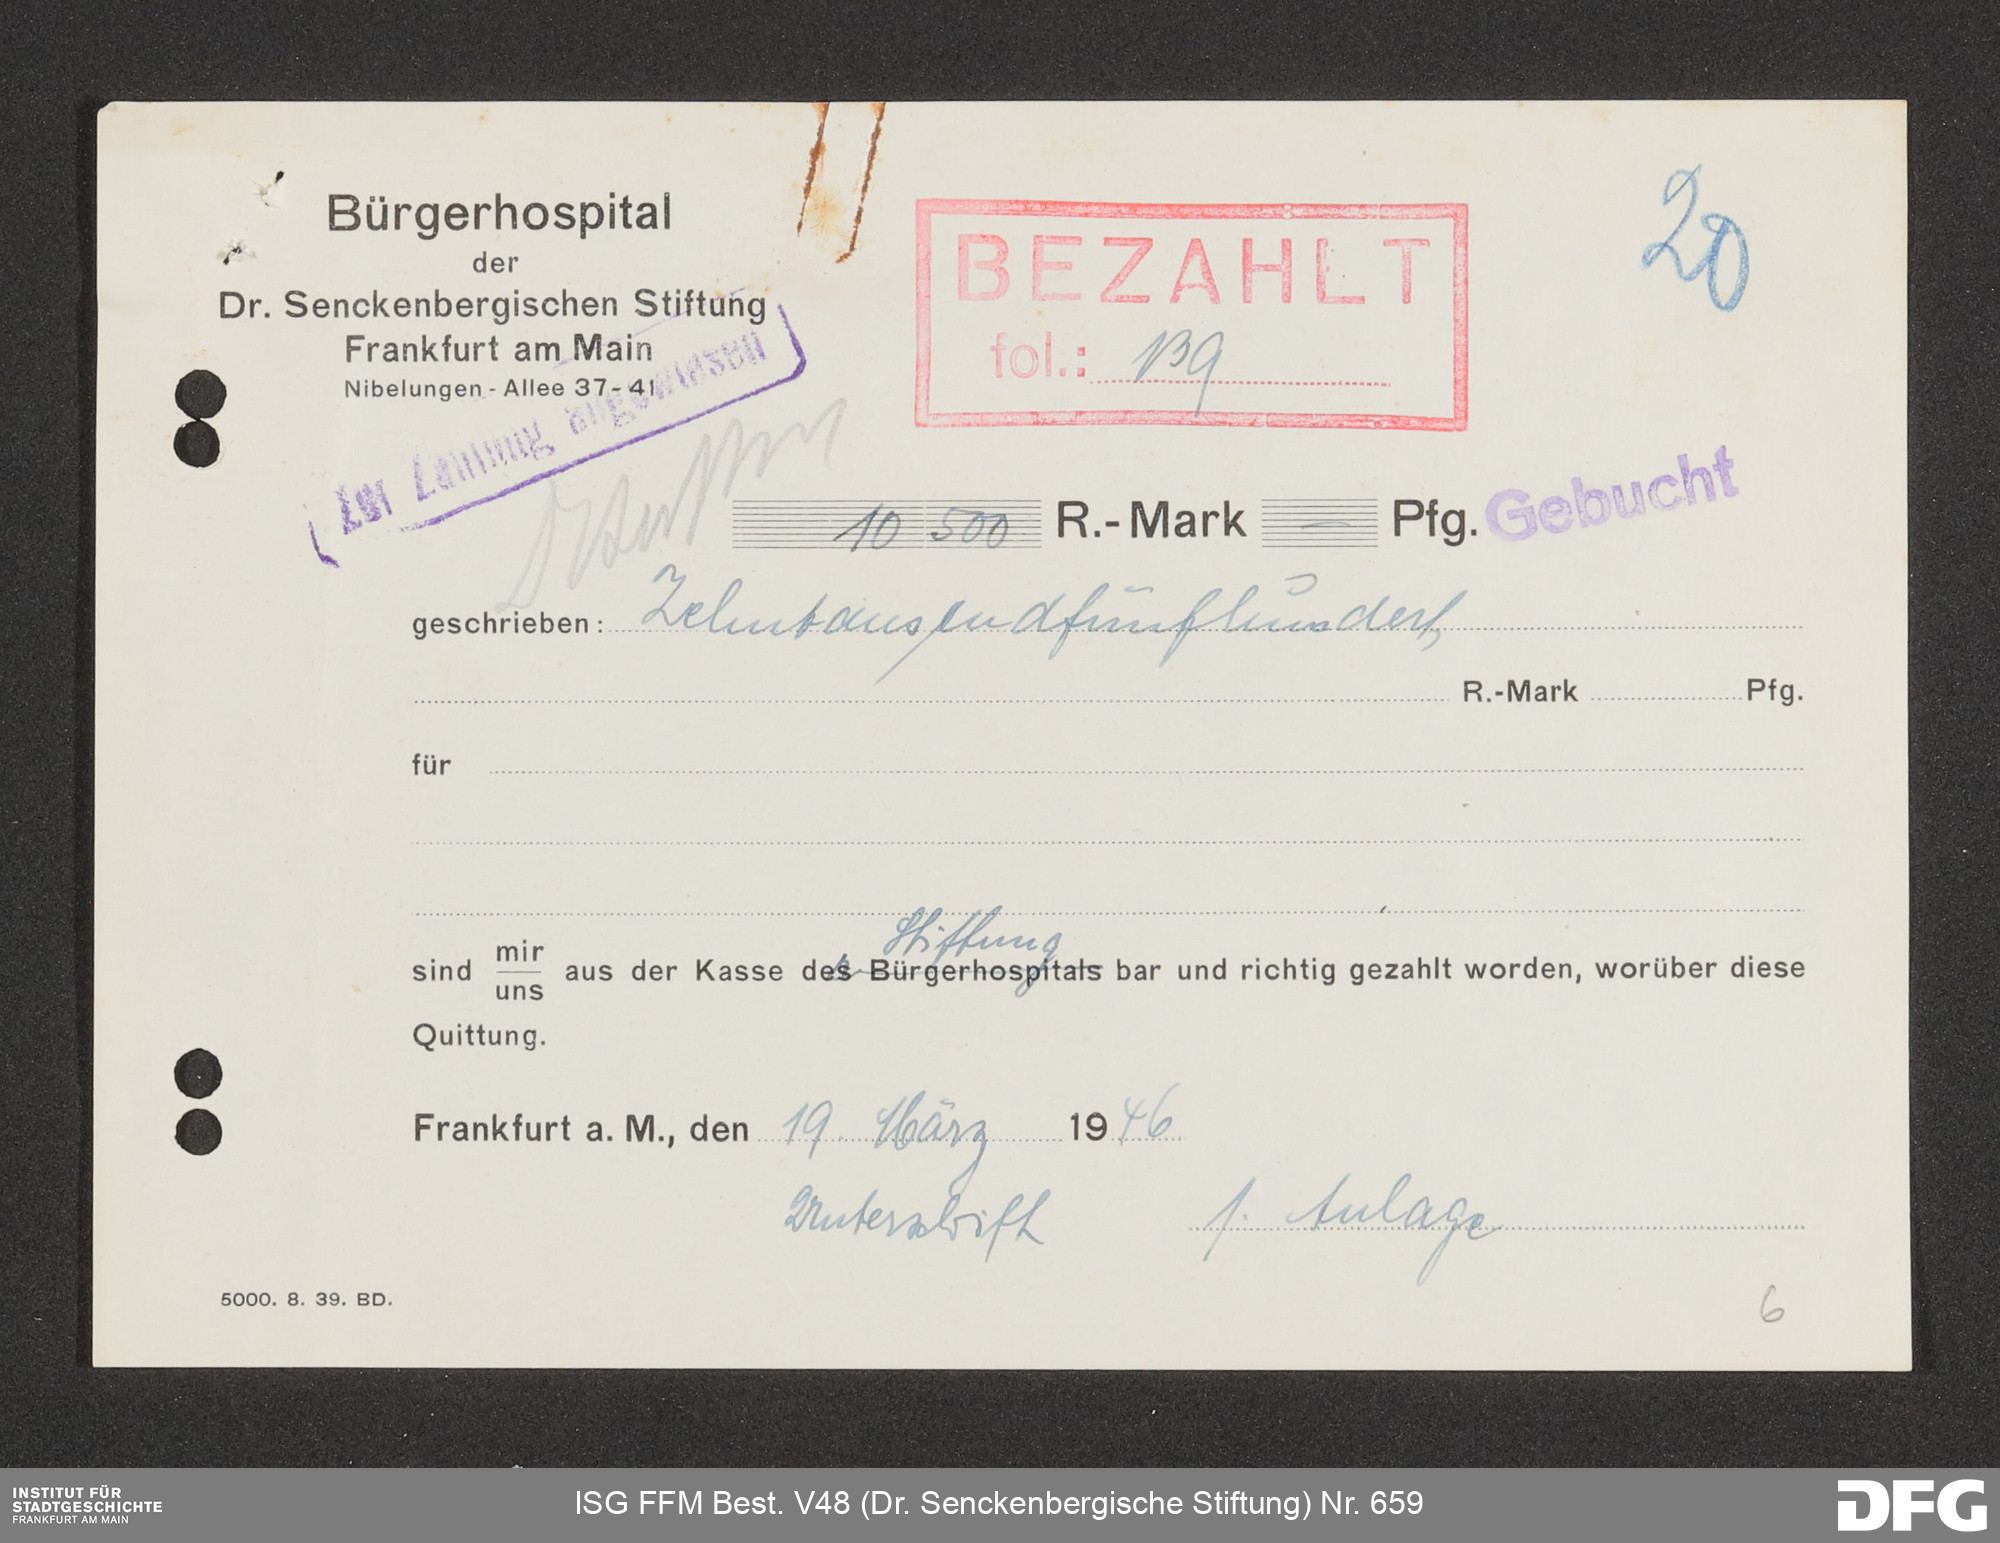 Bürgerhospital
der
Dr. Senckenbergischen Stiftung
Frankfurt am Main
Nibelungen-Allee 37-41
Zur Zahlung angewiesen
BEZAHLT
fol.: 139
20
10 500 R.-Mark — Pfg.
Gebucht
geschrieben: Zehntausendfünfhundert,
R.-Mark Pfg.
für
Stiftung
sind mir/uns aus der Kasse des Bürgerhospitals bar und richtig gezahlt worden, worüber diese
Quittung.
Frankfurt a. M., den 19. März 1946
Unterschrift s. Anlage
5000. 8. 39. BD.
6
INSTITUT FÜR
STADTGESCHICHTE
FRANKFURT AM MAIN
ISG FFM Best. V48 (Dr. Senckenbergische Stiftung) Nr. 659
DFG